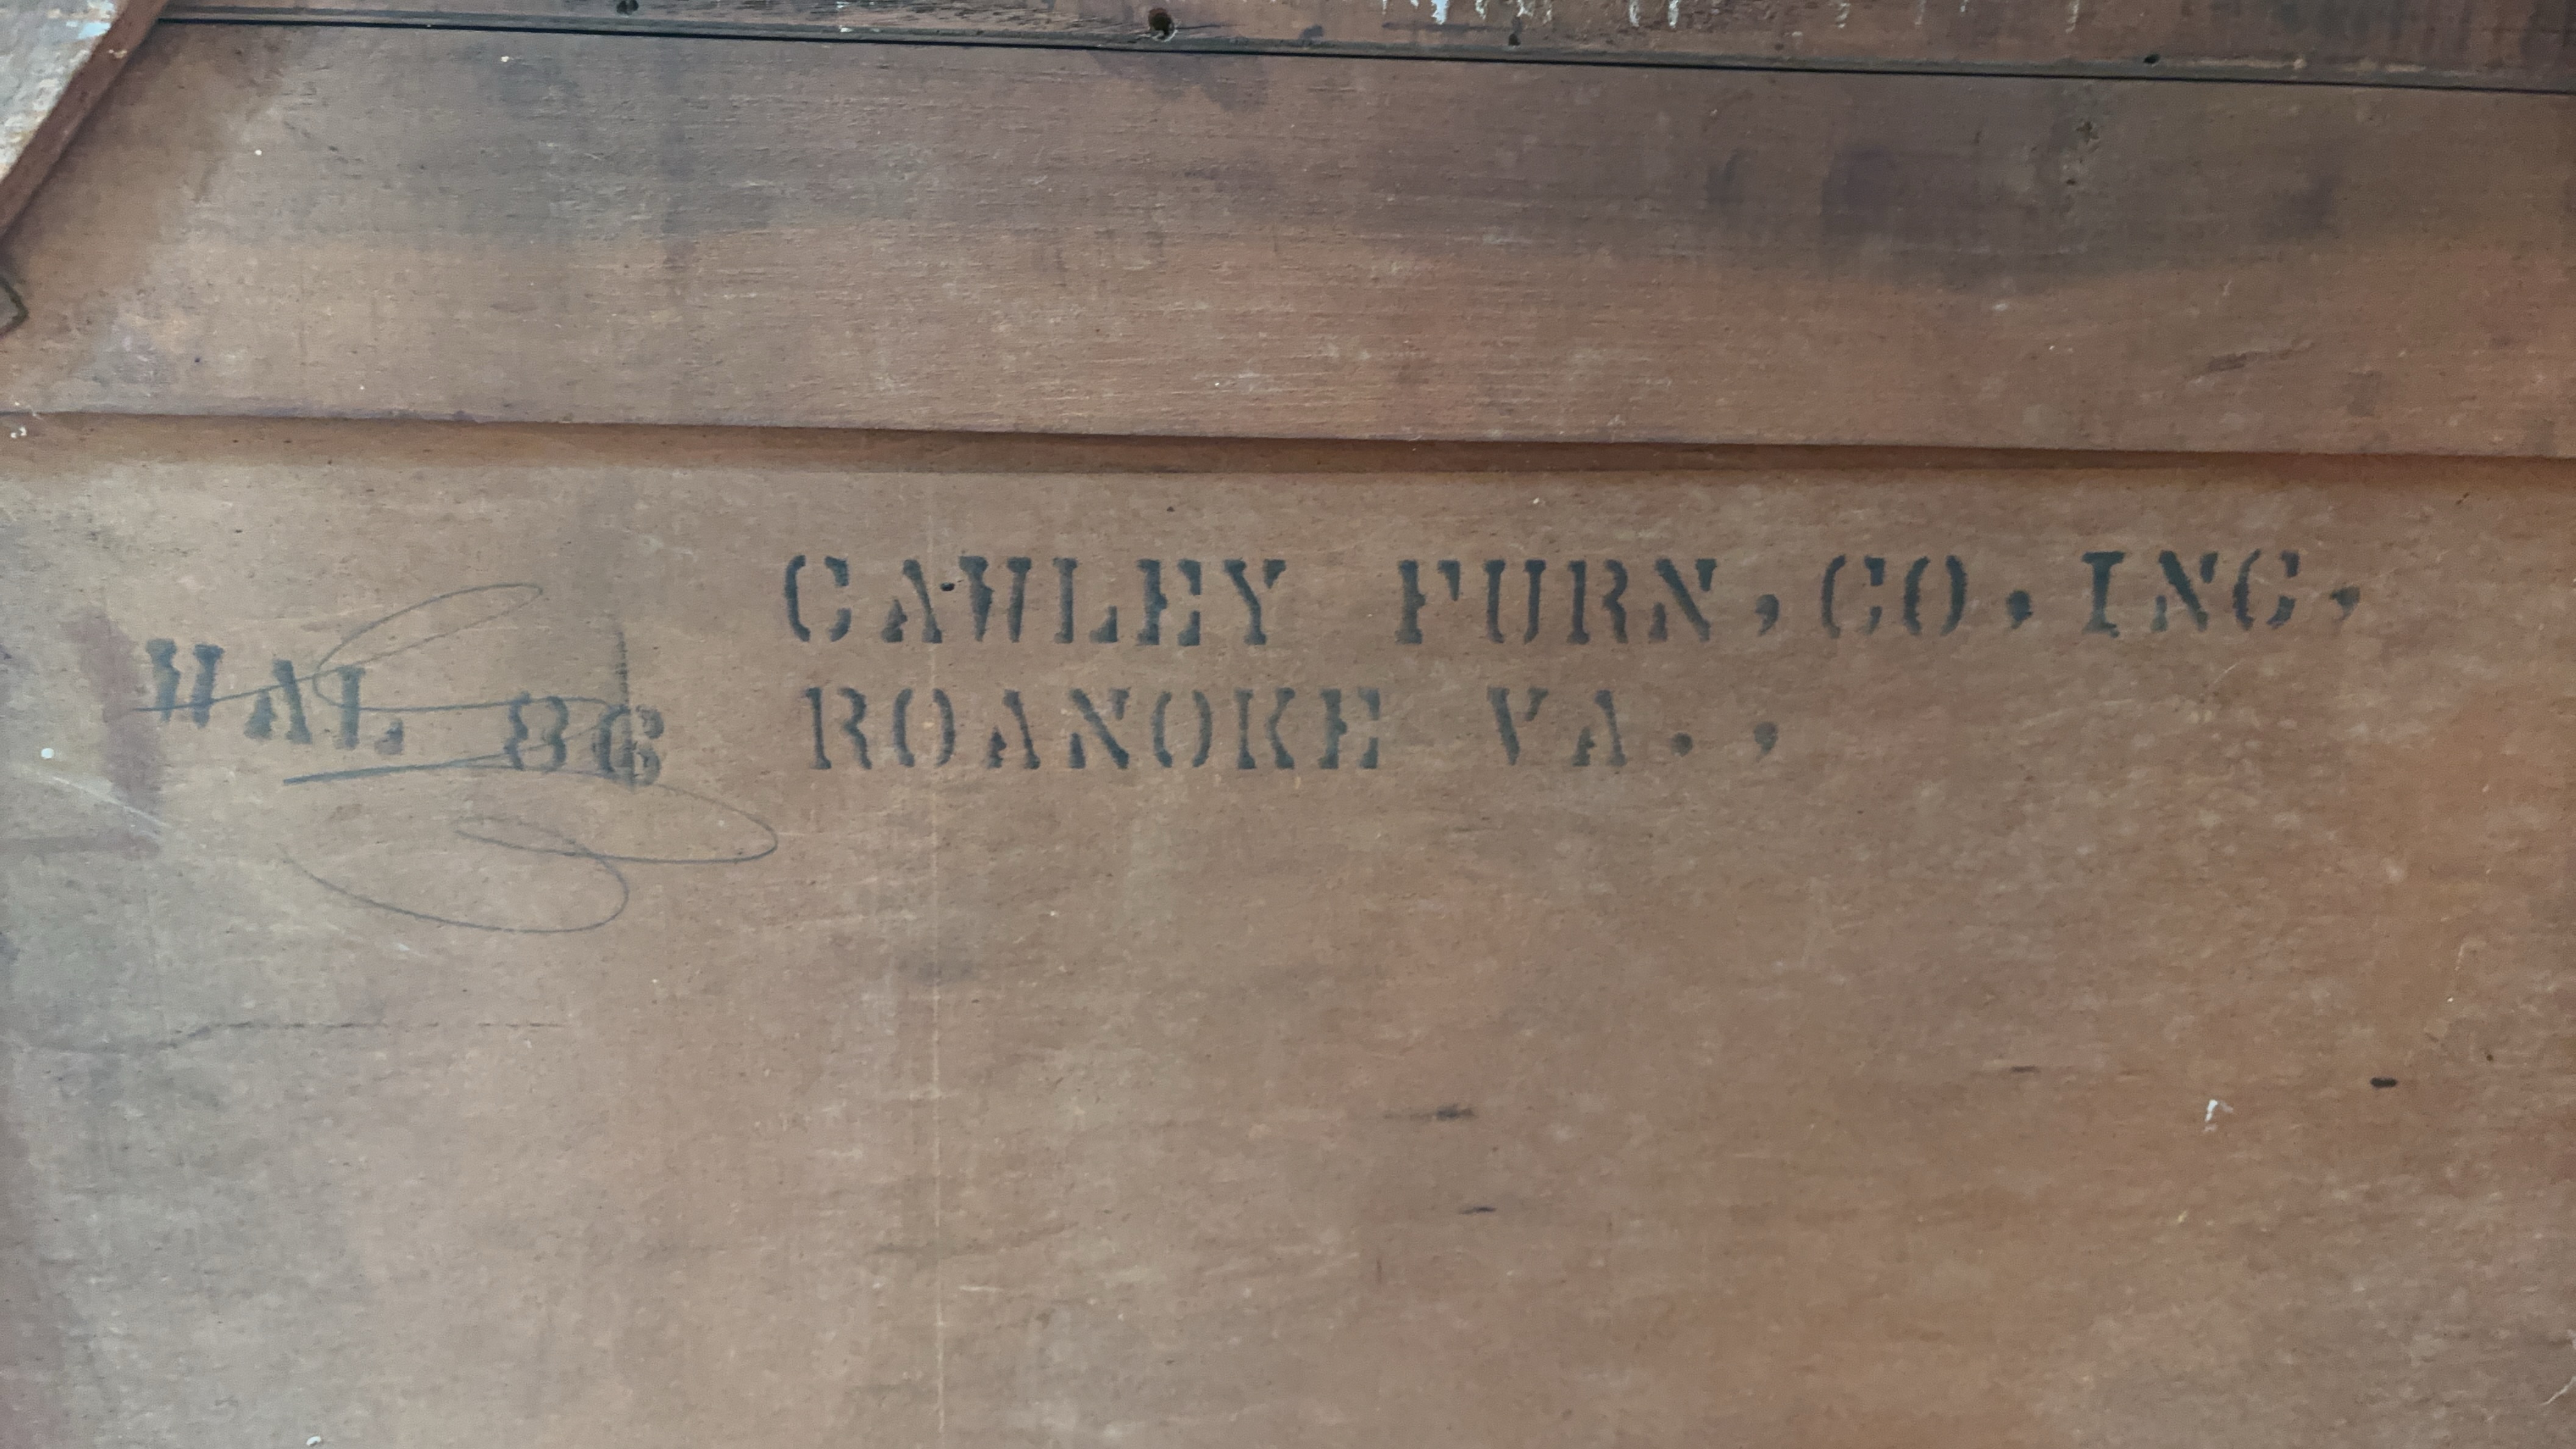 CAWLEY FURN, CO, INC,
WAL 86 ROANOKE VA.,